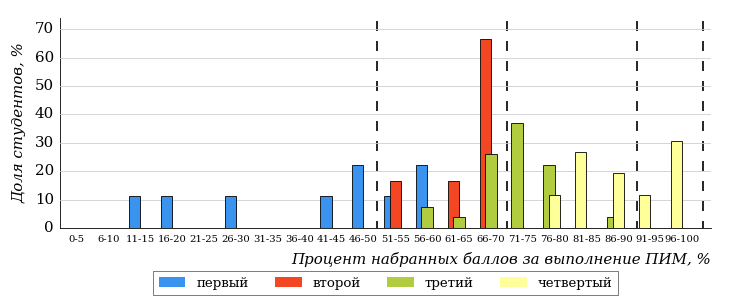 Доля студентов, %
70
60
50
40
30
20
10
0
0-5 6-10 11-15 16-20 21-25 26-30 31-35 36-40 41-45 46-50 51-55 56-60 61-65 66-70 71-75 76-80 81-85 86-90 91-95 96-100
Процент набранных баллов за выполнение ПИМ, %
первый второй третий четвертый